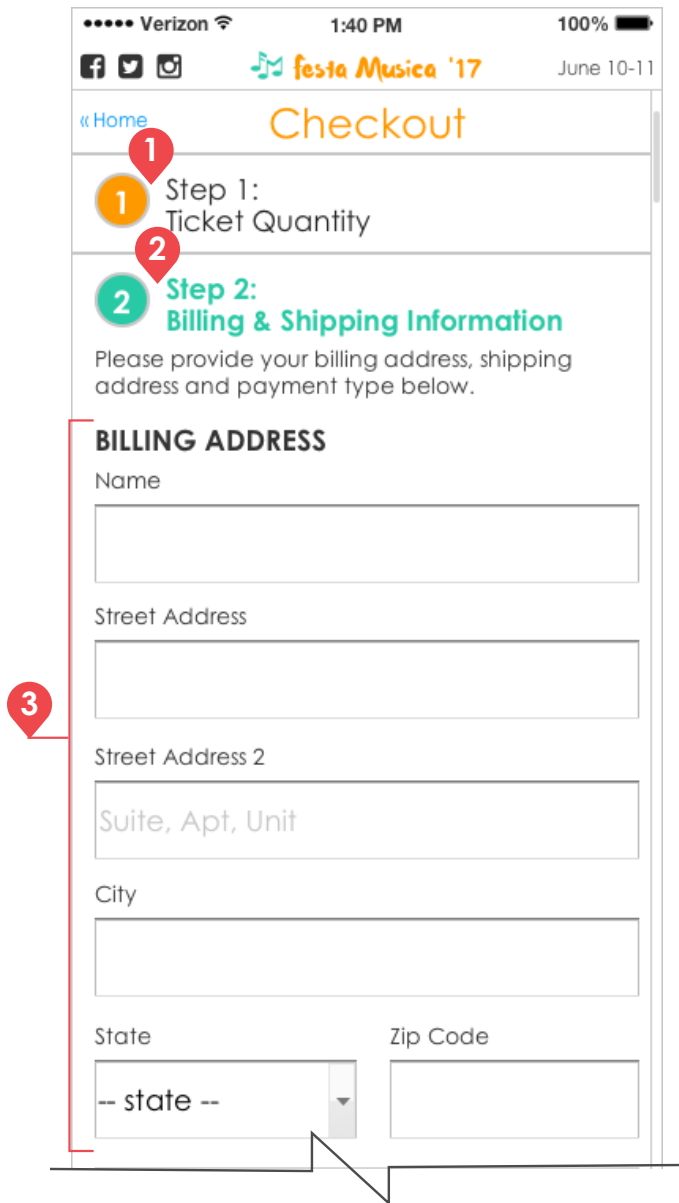 Verizon 1:40 PM 100%
festa Musica '17 June 10-11
«Home Checkout
1
1 Step 1:
Ticket Quantity
2
2 Step 2:
Billing & Shipping Information
Please provide your billing address, shipping
address and payment type below.
BILLING ADDRESS
Name
Street Address
3
Street Address 2
Suite, Apt, Unit
City
State Zip Code
-- state --